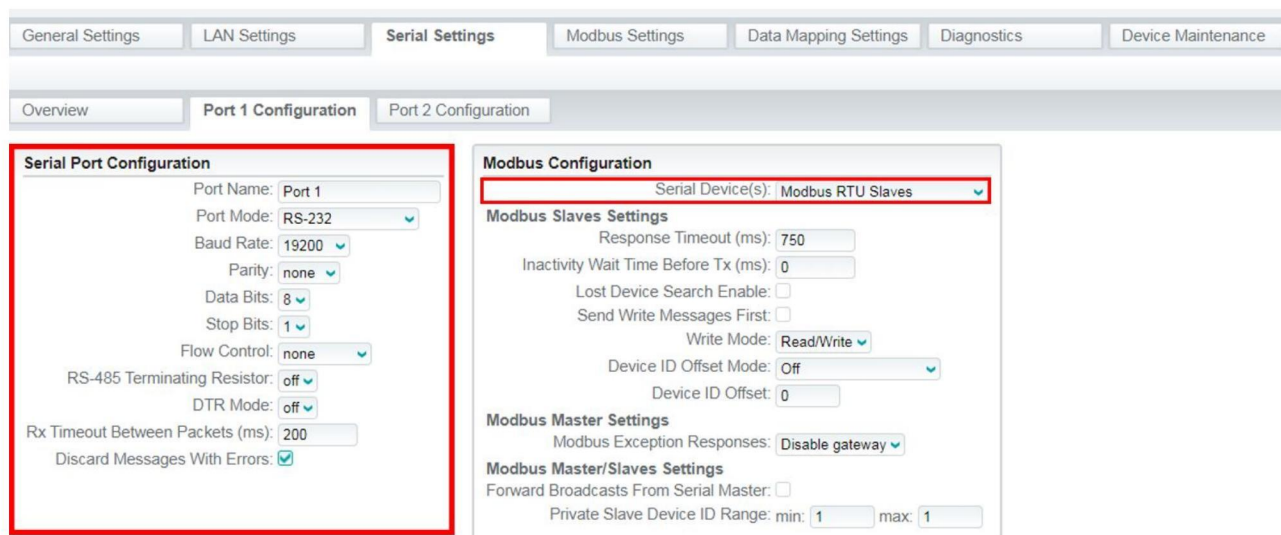 General Settings LAN Settings Serial Settings Modbus Settings Data Mapping Settings Diagnostics Device Maintenance
Overview Port 1 Configuration Port 2 Configuration
Serial Port Configuration
Port Name: Port 1
Port Mode: RS-232
Baud Rate: 19200
Parity: none
Data Bits: 8
Stop Bits: 1
Flow Control: none
RS-485 Terminating Resistor: off
DTR Mode: off
Rx Timeout Between Packets (ms): 200
Discard Messages With Errors:
Modbus Configuration
Serial Device(s): Modbus RTU Slaves
Modbus Slaves Settings
Response Timeout (ms): 750
Inactivity Wait Time Before Tx (ms): 0
Lost Device Search Enable:
Send Write Messages First:
Write Mode: Read/Write
Device ID Offset Mode: Off
Device ID Offset: 0
Modbus Master Settings
Modbus Exception Responses: Disable gateway
Modbus Master/Slaves Settings
Forward Broadcasts From Serial Master:
Private Slave Device ID Range: min: 1 max: 1